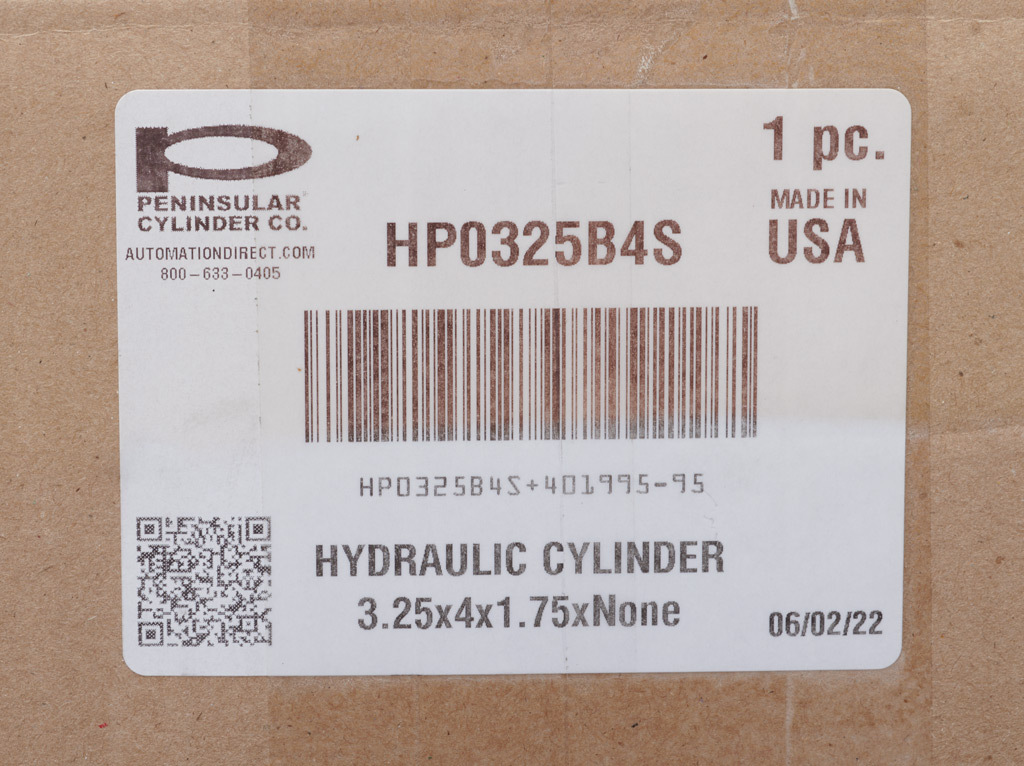 PENINSULAR
CYLINDER CO.
AUTOMATIONDIRECT.COM
800-633-0405
HP0325B4S
1 pc.
MADE IN
USA
HP0325B4S+401995-95
HYDRAULIC CYLINDER
3.25x4x1.75xNone
06/02/22